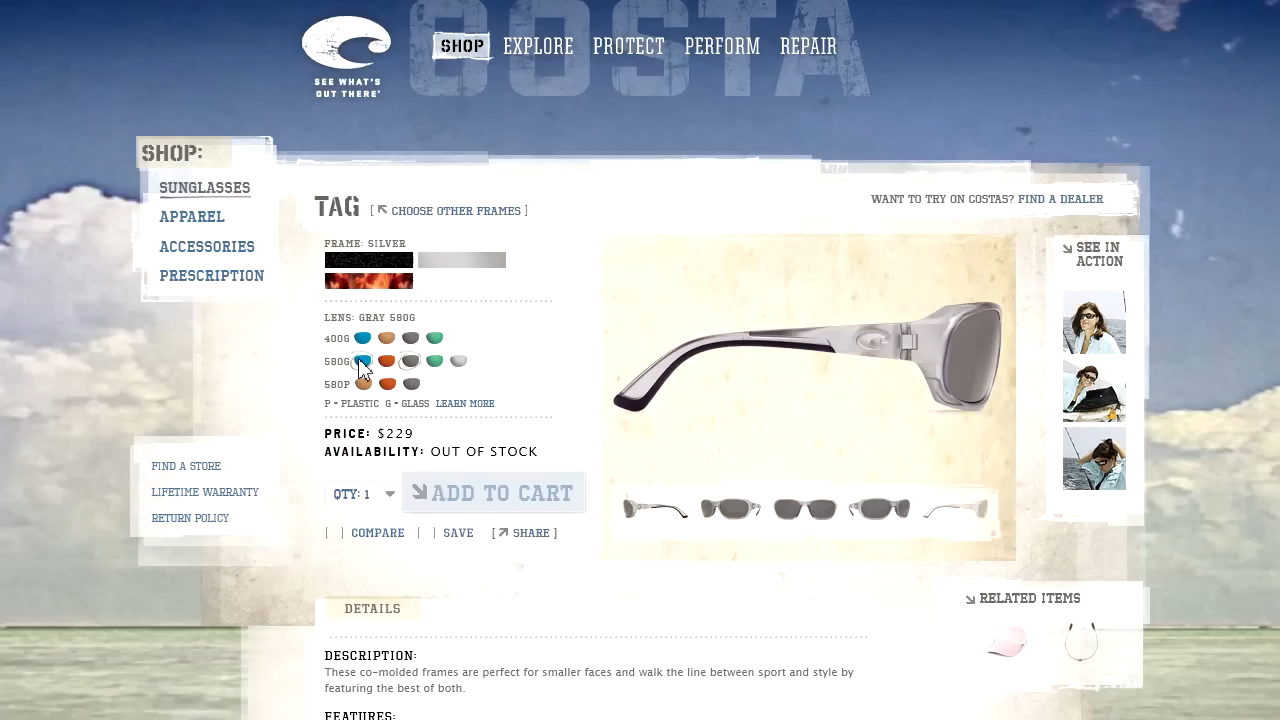 COSTA
SEE WHAT'S
OUT THERE
SHOP EXPLORE PROTECT PERFORM REPAIR
SHOP:
SUNGLASSES
APPAREL
ACCESSORIES
PRESCRIPTION
FIND A STORE
LIFETIME WARRANTY
RETURN POLICY
TAG [ CHOOSE OTHER FRAMES ]
WANT TO TRY ON COSTAS? FIND A DEALER
FRAME: SILVER
LENS: GRAY 580G
400G
580G
580P
P = PLASTIC G = GLASS LEARN MORE
PRICE: $229
AVAILABILITY: OUT OF STOCK
QTY: 1 ADD TO CART
[ ] COMPARE [ ] SAVE [ SHARE ]
SEE IN
ACTION
DETAILS
DESCRIPTION:
These co-molded frames are perfect for smaller faces and walk the line between sport and style by
featuring the best of both.
FEATURES:
RELATED ITEMS